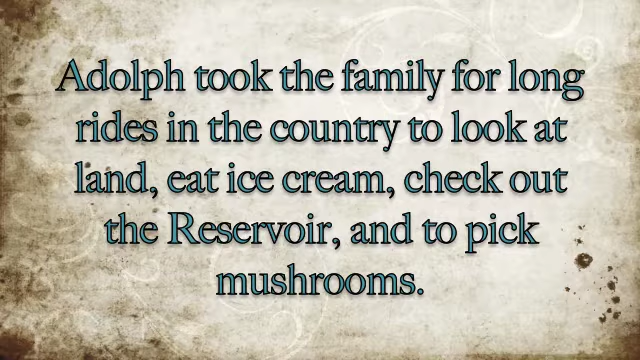 Adolph took the family for long
rides in the country to look at
land, eat ice cream, check out
the Reservoir, and to pick
mushrooms.